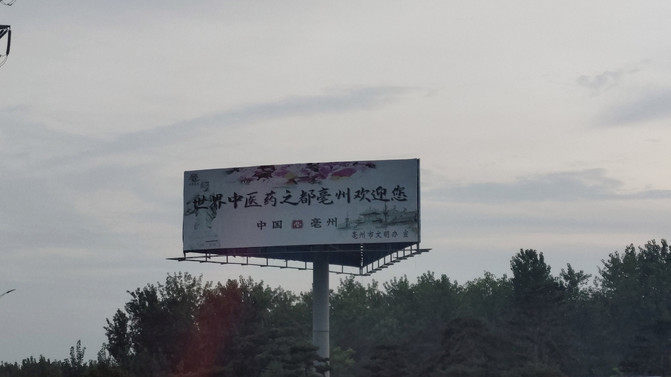 世界中医药之都亳州欢迎您
中国 亳州
亳州市文明办 宣